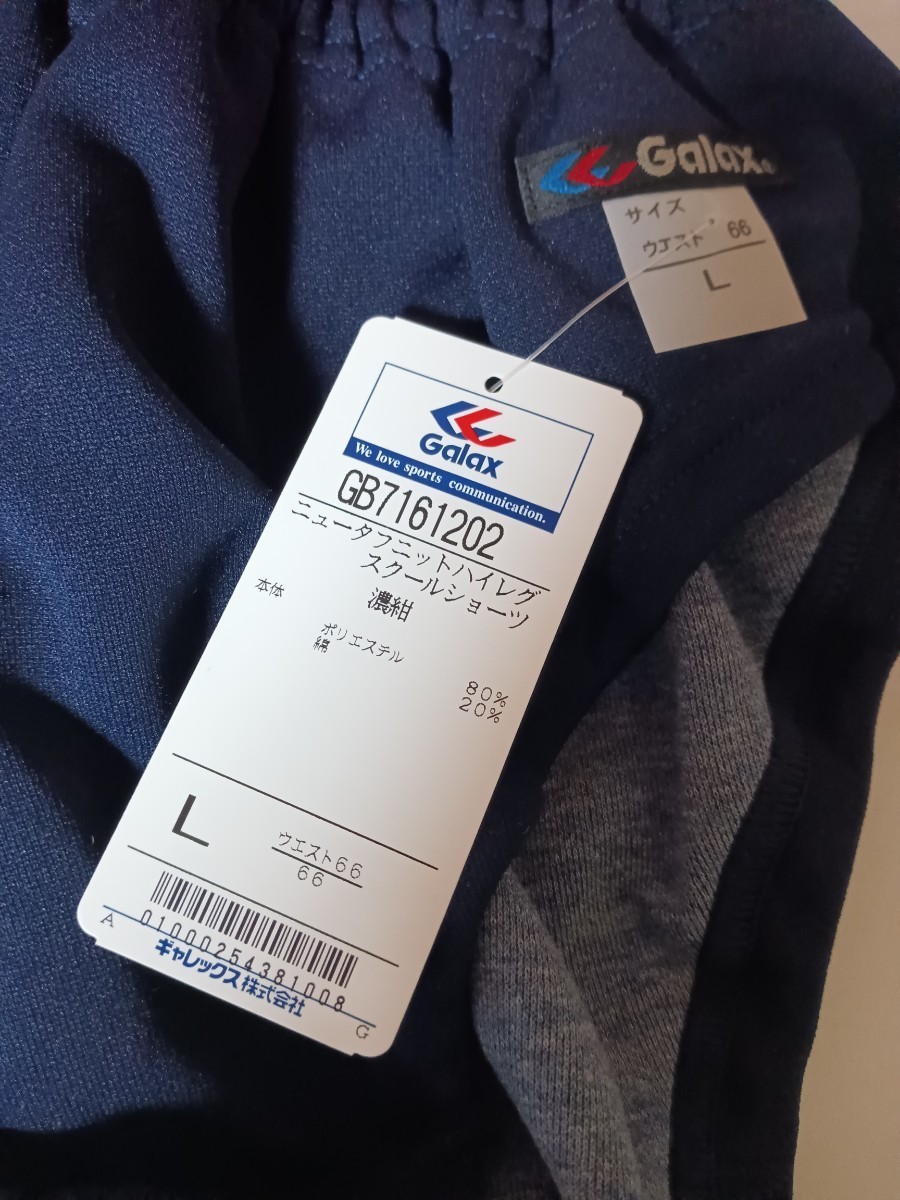 Galax
サイズ
ウエスト 66
L
Galax
We love sports communication.
GB7161202
ニュータフニットハイレグ
スクールショーツ
濃紺
本体
ポリエステル 80%
綿 20%
L
ウエスト66
66
A
01000254381008
ギャレックス株式会社
G